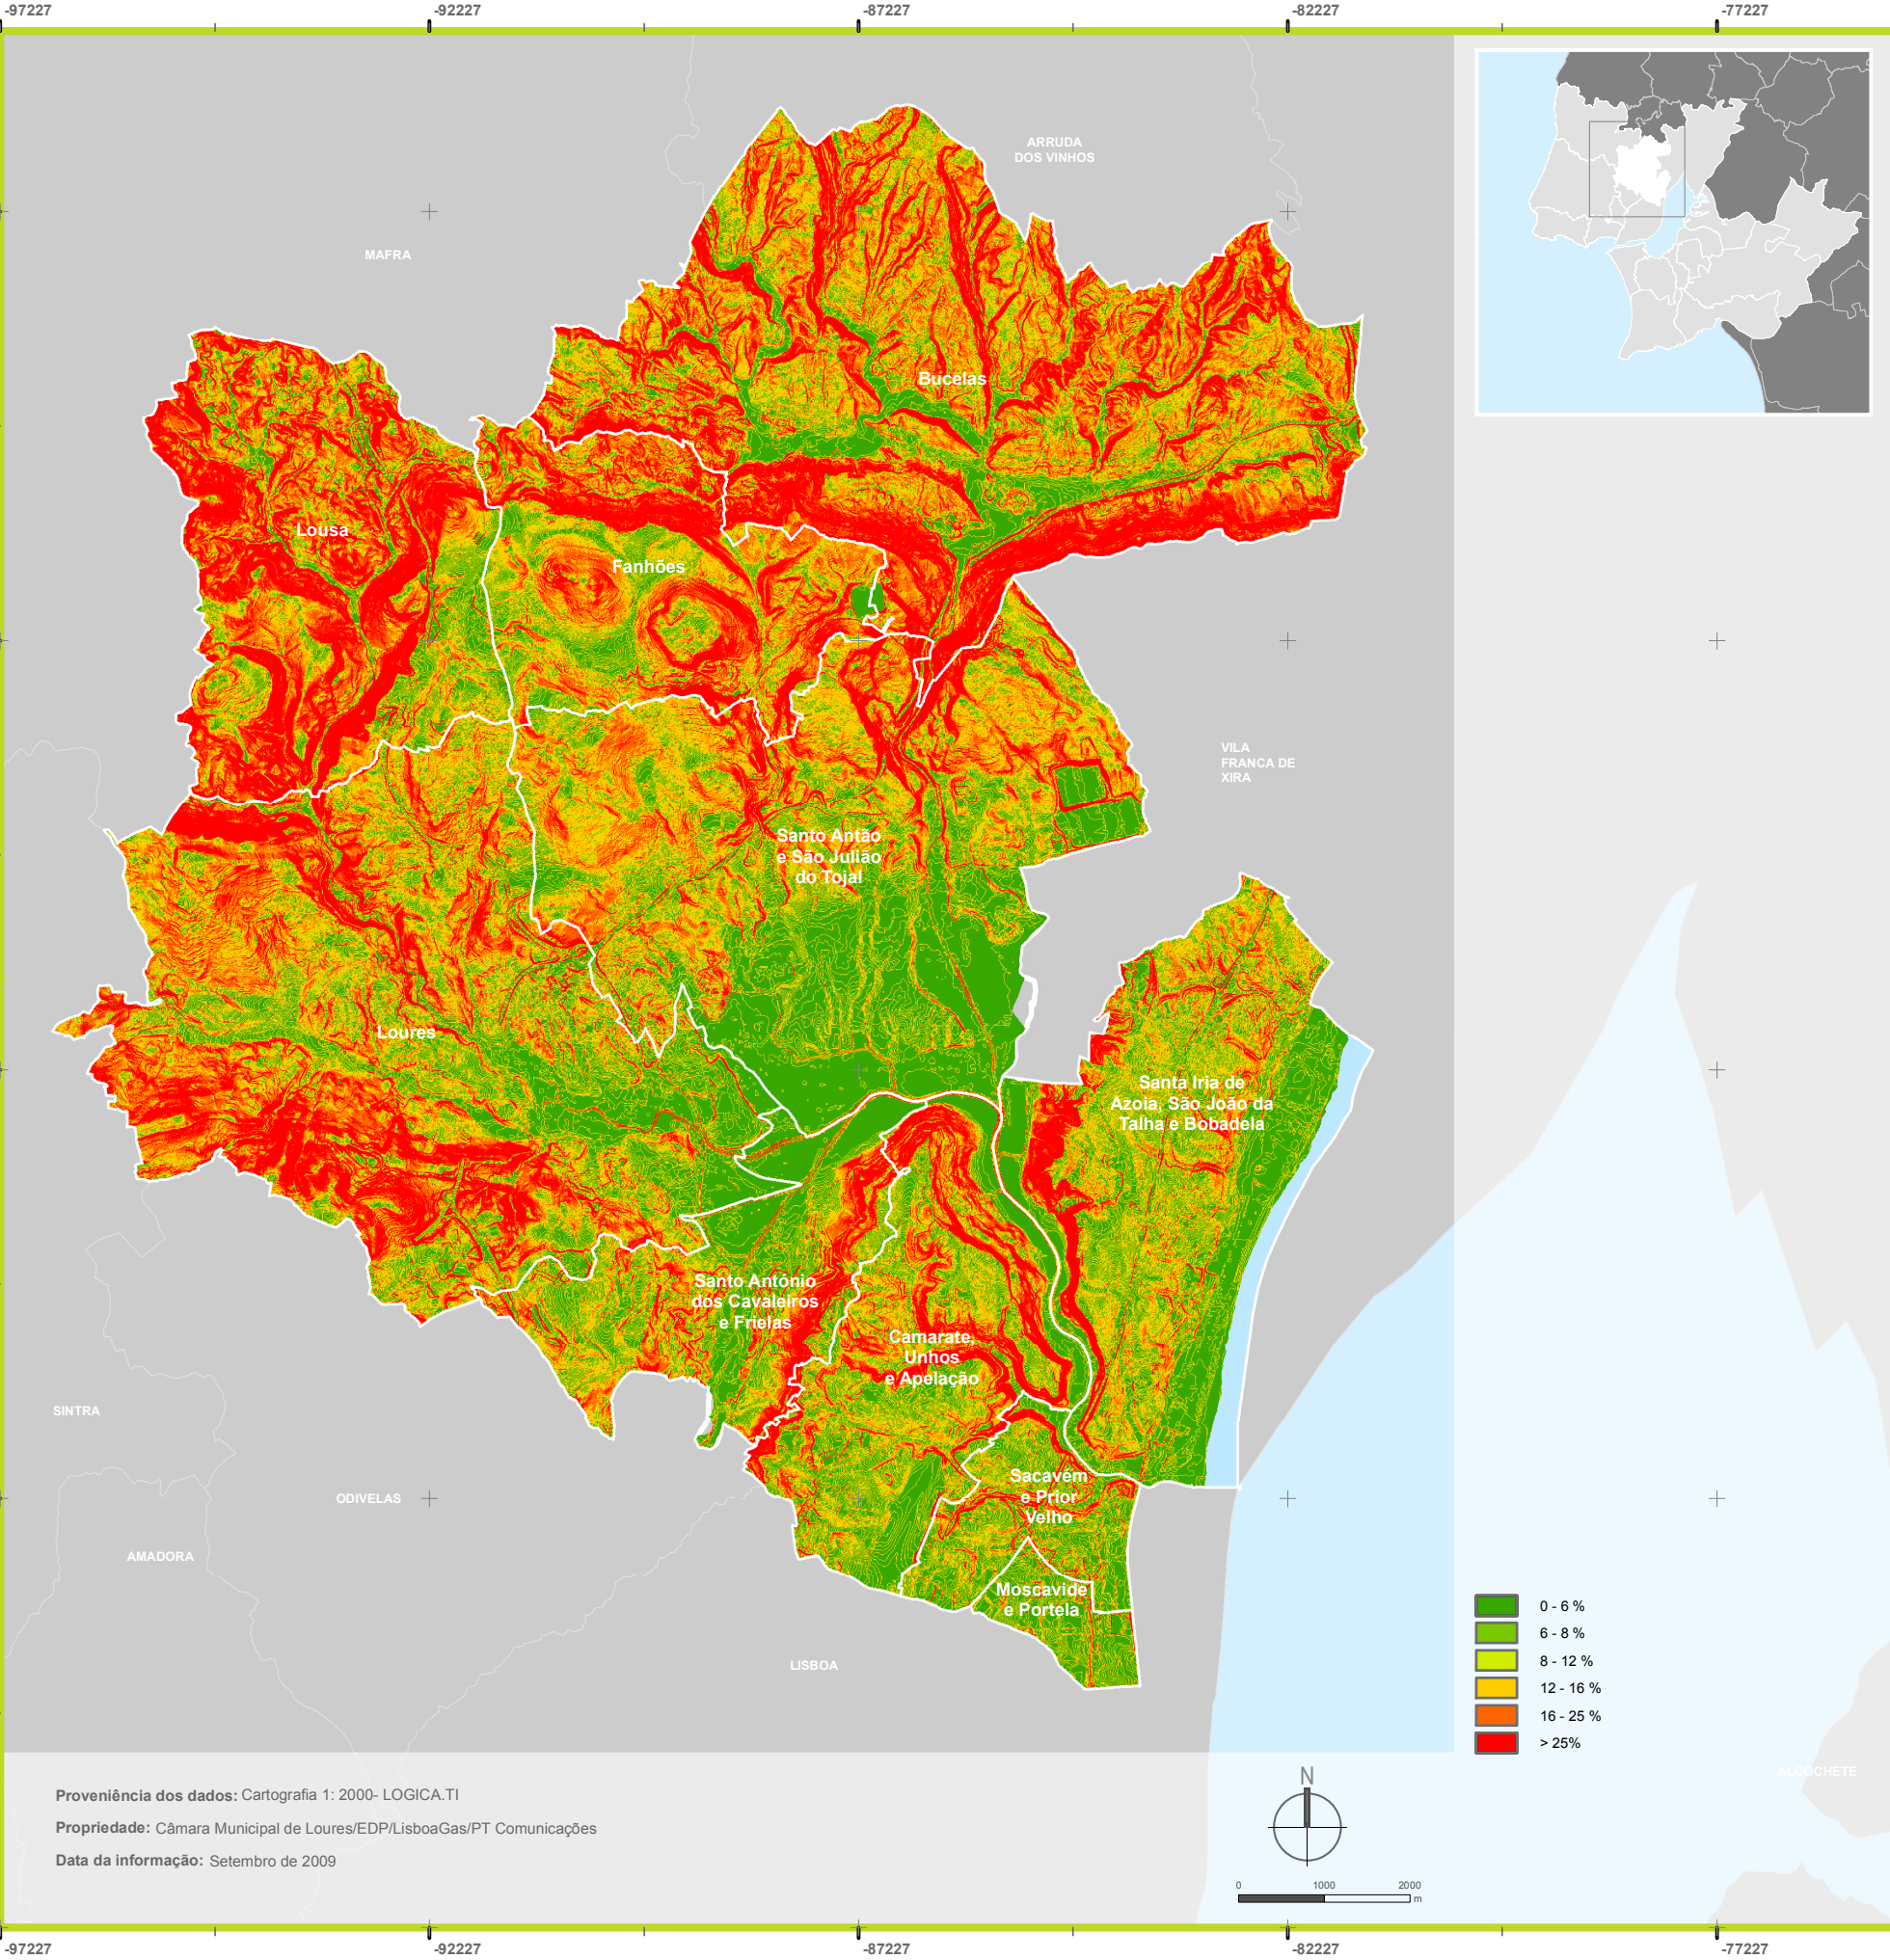 -97227
-92227
-87227
-82227
-77227
ARRUDA
DOS VINHOS
MAFRA
Bucelas
Lousa
Fanhões
VILA
FRANCA DE
XIRA
Santo Antão
e São Julião
do Tojal
Loures
Santa Iria de
Azoia, São João da
Talha e Bobadela
Santo António
dos Cavaleiros
e Frielas
Camarate,
Unhos
e Apelação
SINTRA
Sacavém
e Prior
Velho
ODIVELAS
AMADORA
Moscavide
e Portela
LISBOA
0 - 6 %
6 - 8 %
8 - 12 %
12 - 16 %
16 - 25 %
> 25%
ALCOCHETE
Proveniência dos dados: Cartografia 1: 2000- LOGICA.TI
Propriedade: Câmara Municipal de Loures/EDP/LisboaGas/PT Comunicações
Data da informação: Setembro de 2009
N
0 1000 2000
m
-97227
-92227
-87227
-82227
-77227